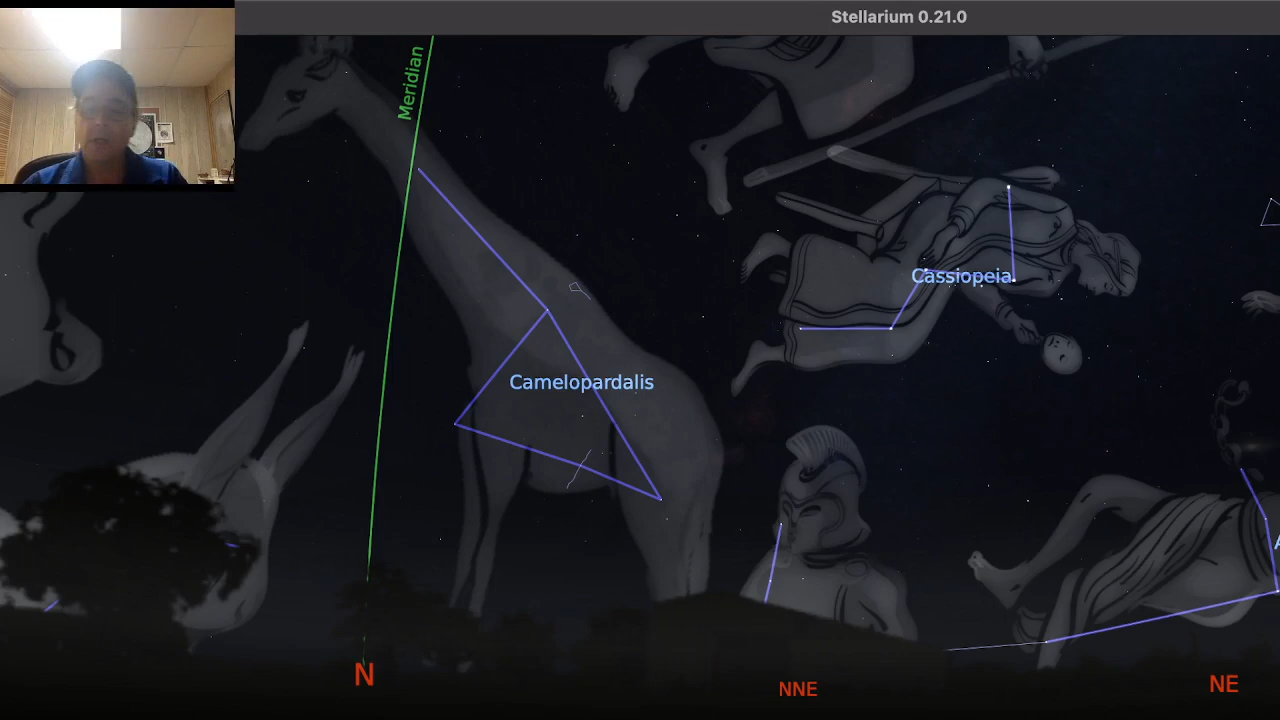 Stellarium 0.21.0
Meridian
Cassiopeia
Camelopardalis
N
NNE
NE